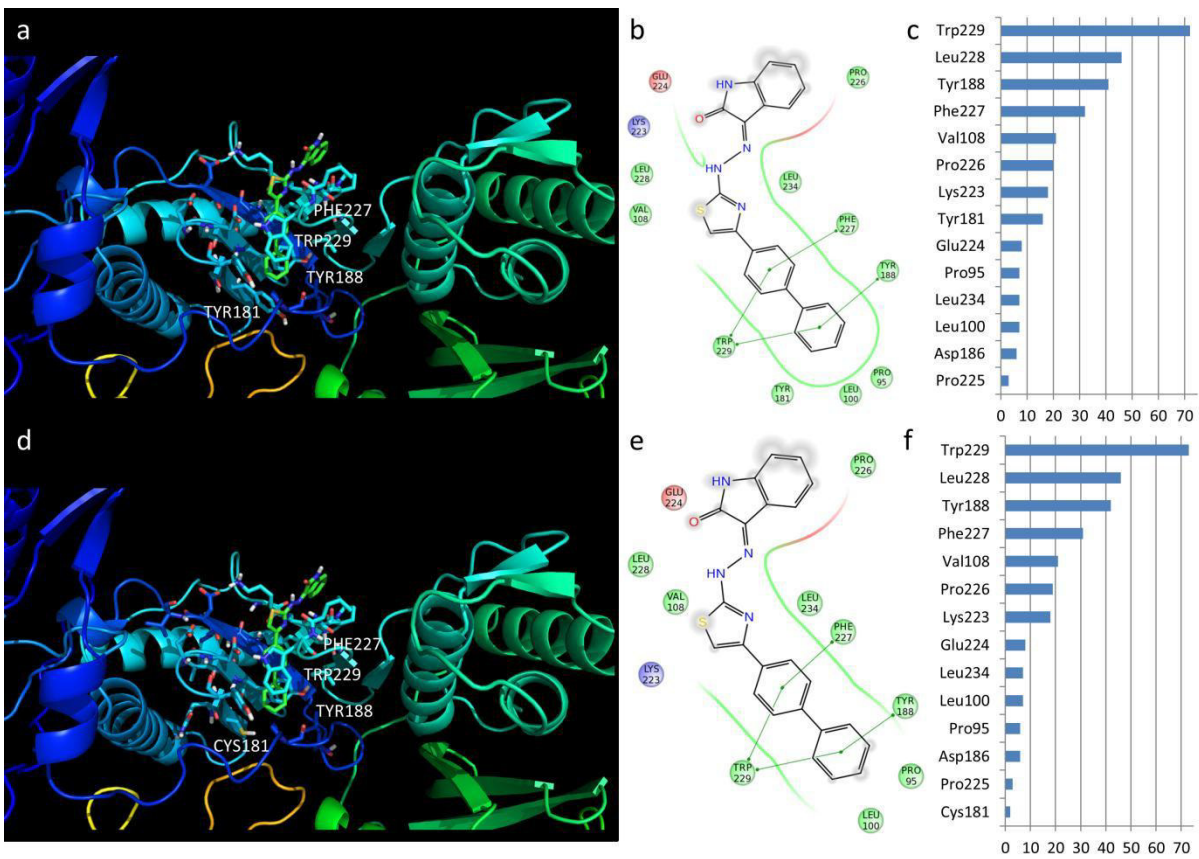 a
PHE227
TRP229
TYR188
TYR181
b
GLU
224
HN
O
PRO
226
LYS
223
N
HN
LEU
228
LEU
234
VAL
108
S
N
PHE
227
TYR
188
TRP
229
TYR
181
LEU
100
PRO
95
c
Trp229
Leu228
Tyr188
Phe227
Val108
Pro226
Lys223
Tyr181
Glu224
Pro95
Leu234
Leu100
Asp186
Pro225
0 10 20 30 40 50 60 70
d
PHE227
TRP229
TYR188
CYS181
e
PRO
226
GLU
224
HN
O
LEU
228
N
HN
VAL
108
LEU
234
S
N
PHE
227
LYS
223
TYR
188
TRP
229
PRO
95
LEU
100
f
Trp229
Leu228
Tyr188
Phe227
Val108
Pro226
Lys223
Glu224
Leu234
Leu100
Pro95
Asp186
Pro225
Cys181
0 10 20 30 40 50 60 70